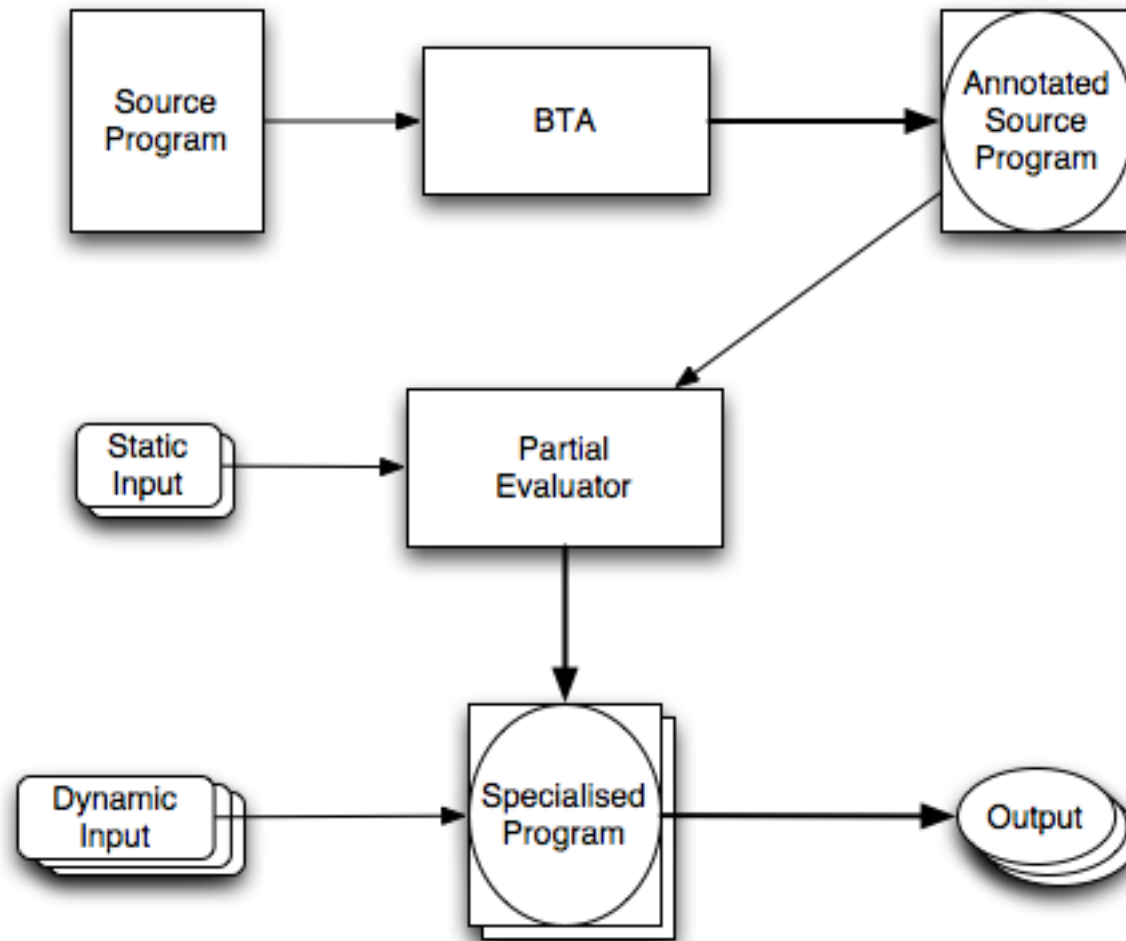 Source
Program
BTA
Annotated
Source
Program
Static
Input
Partial
Evaluator
Dynamic
Input
Specialised
Program
Output